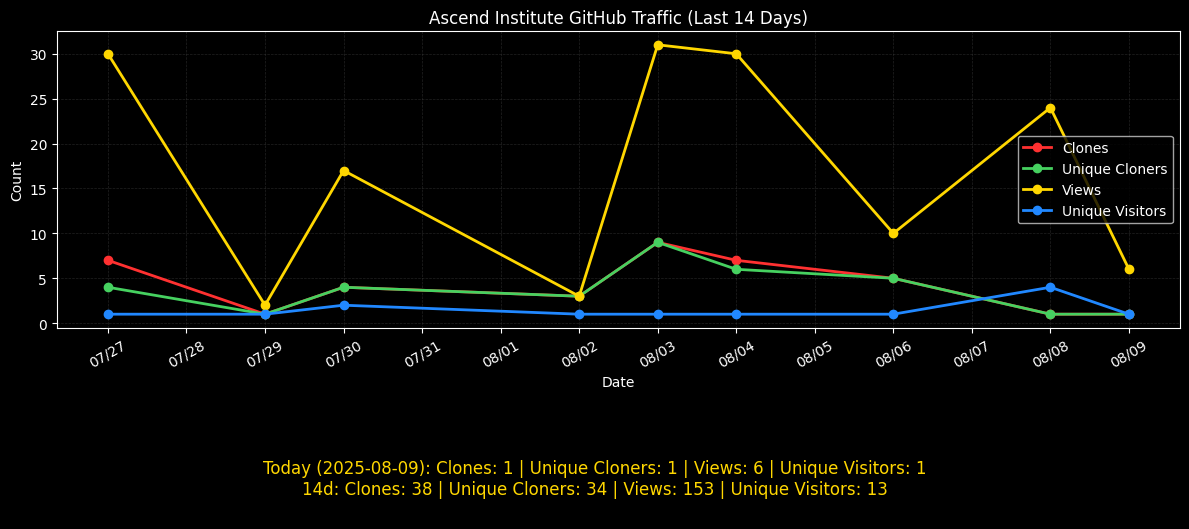 Ascend Institute GitHub Traffic (Last 14 Days)
Count
30
25
20
15
10
5
0
Clones
Unique Cloners
Views
Unique Visitors
07/27 07/28 07/29 07/30 07/31 08/01 08/02 08/03 08/04 08/05 08/06 08/07 08/08 08/09
Date
Today (2025-08-09): Clones: 1 | Unique Cloners: 1 | Views: 6 | Unique Visitors: 1
14d: Clones: 38 | Unique Cloners: 34 | Views: 153 | Unique Visitors: 13